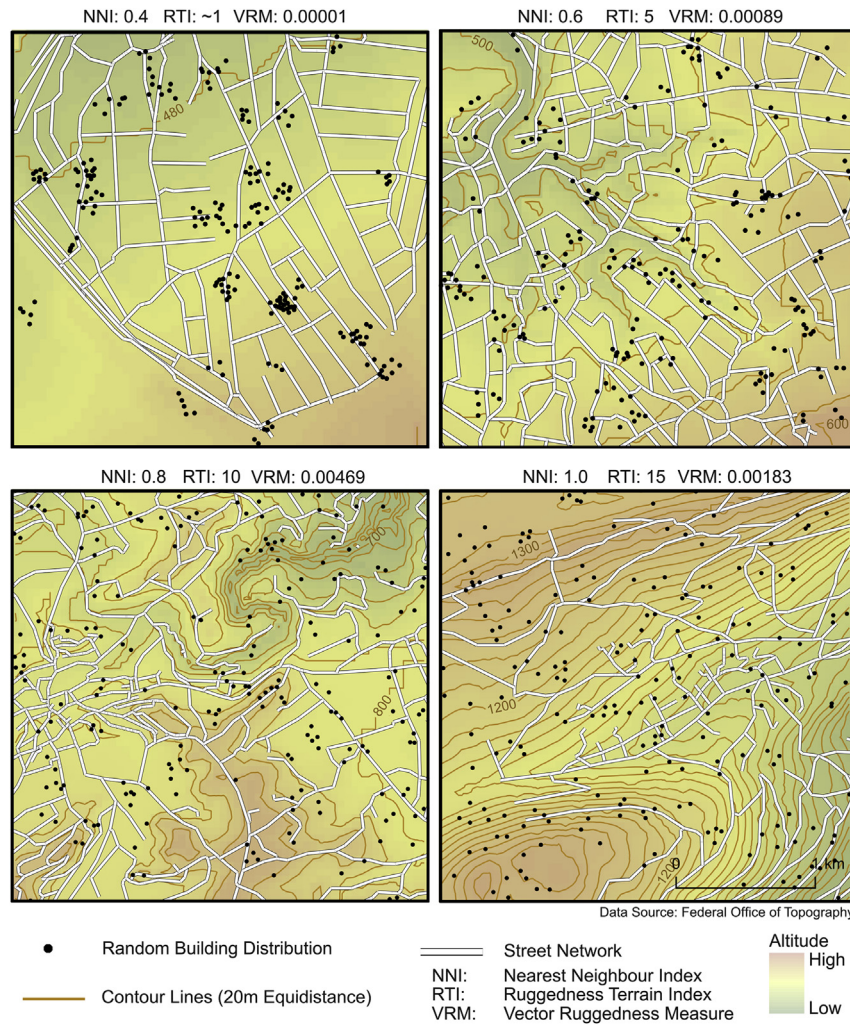 NNI: 0.4 RTI: ~1 VRM: 0.00001
NNI: 0.6 RTI: 5 VRM: 0.00089
480
500
600
NNI: 0.8 RTI: 10 VRM: 0.00469
NNI: 1.0 RTI: 15 VRM: 0.00183
700
800
1300
1200
1200
0 1 km
Data Source: Federal Office of Topography
Random Building Distribution
Contour Lines (20m Equidistance)
Street Network
NNI: Nearest Neighbour Index
RTI: Ruggedness Terrain Index
VRM: Vector Ruggedness Measure
Altitude
High
Low